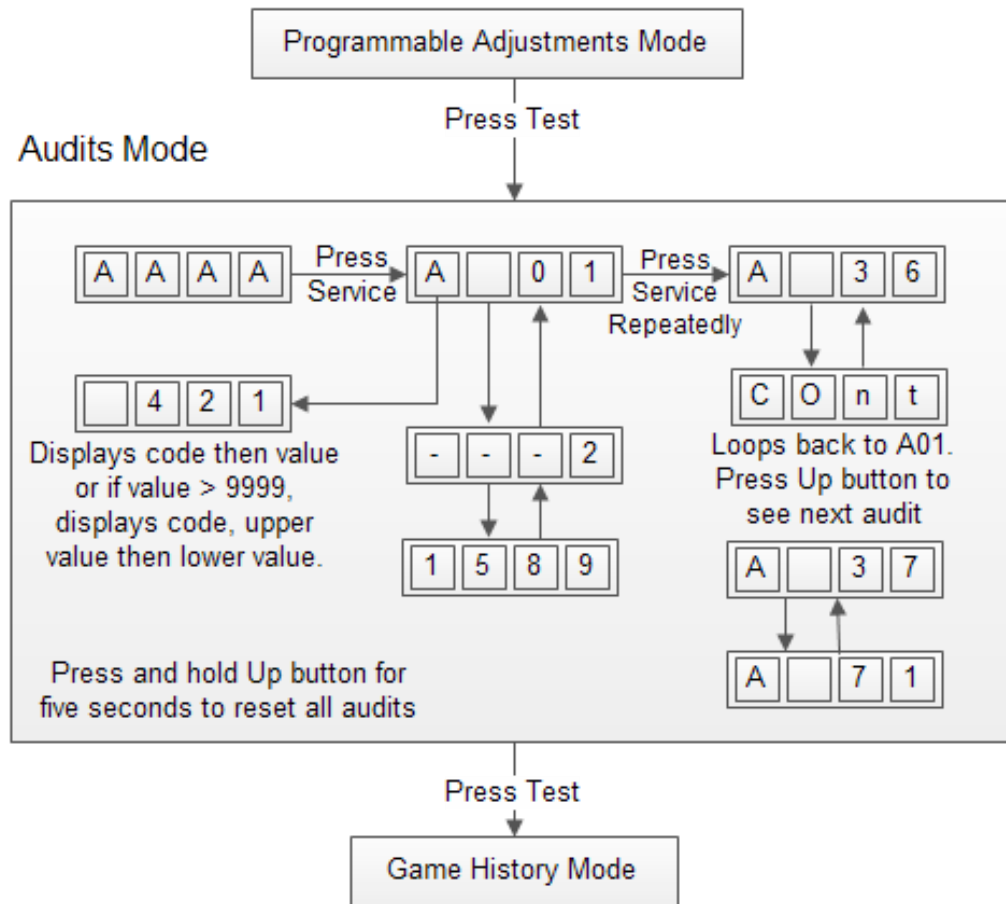 Programmable Adjustments Mode
Press Test
Audits Mode
A A A A
Press
Service
A 0 1
Press
Service
Repeatedly
A 3 6
4 2 1
C O n t
Displays code then value
or if value > 9999,
displays code, upper
value then lower value.
- - - 2
1 5 8 9
Loops back to A01.
Press Up button to
see next audit
A 3 7
A 7 1
Press and hold Up button for
five seconds to reset all audits
Press Test
Game History Mode